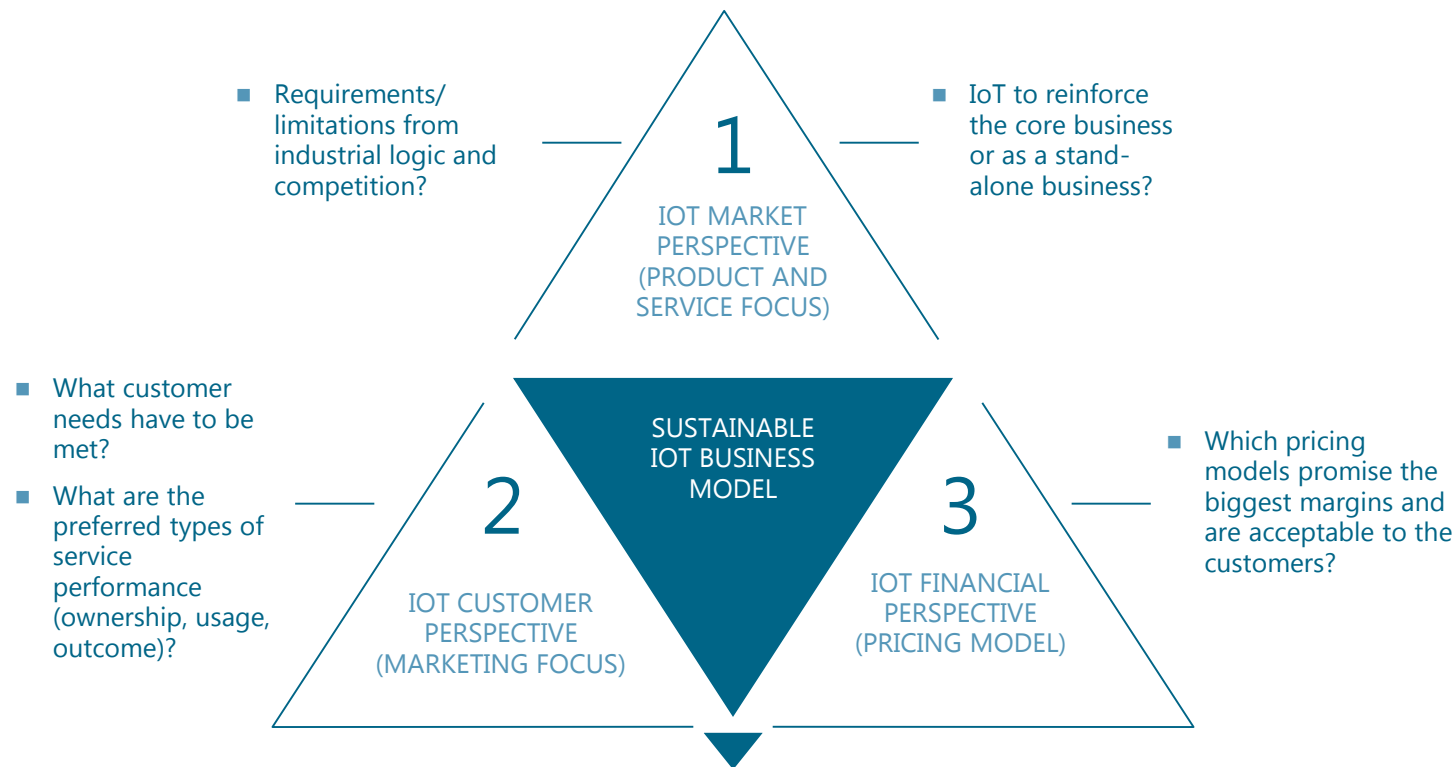 Requirements/
limitations from
industrial logic and
competition?
1
IOT MARKET
PERSPECTIVE
(PRODUCT AND
SERVICE FOCUS)
IoT to reinforce
the core business
or as a stand-
alone business?
What customer
needs have to be
met?
What are the
preferred types of
service
performance
(ownership, usage,
outcome)?
2
IOT CUSTOMER
PERSPECTIVE
(MARKETING FOCUS)
SUSTAINABLE
IOT BUSINESS
MODEL
3
IOT FINANCIAL
PERSPECTIVE
(PRICING MODEL)
Which pricing
models promise the
biggest margins and
are acceptable to the
customers?